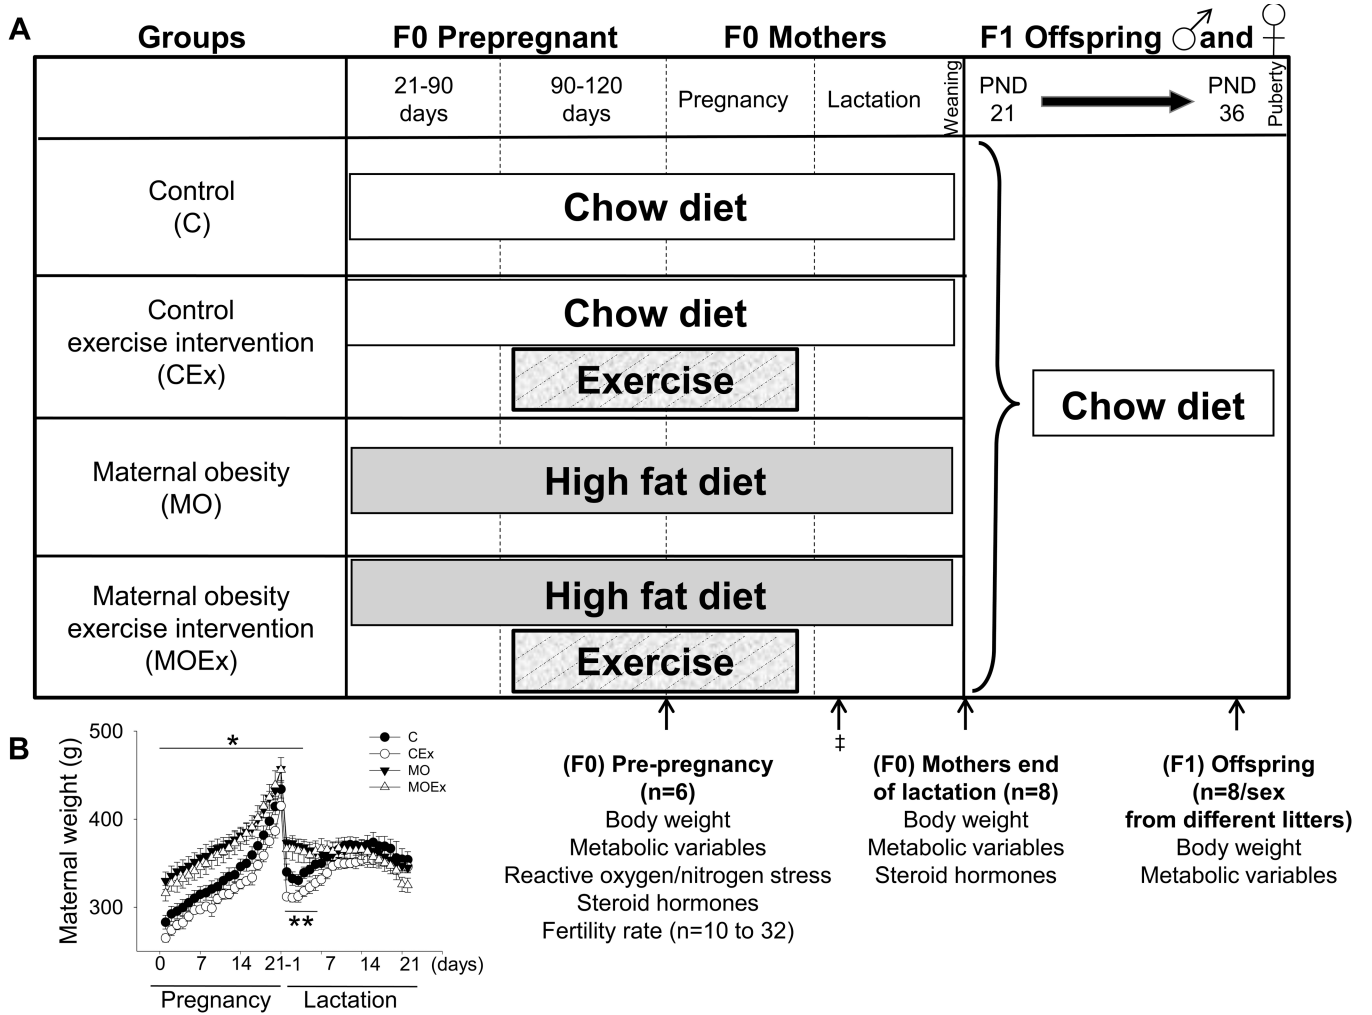 A
Groups
F0 Prepregnant
F0 Mothers
F1 Offspring ♂and ♀
21-90
days
90-120
days
Pregnancy
Lactation
Weaning
PND
21
PND
36
Puberty
Control
(C)
Chow diet
Control
exercise intervention
(CEx)
Chow diet
Exercise
Chow diet
Maternal obesity
(MO)
High fat diet
Maternal obesity
exercise intervention
(MOEx)
High fat diet
Exercise
B
Maternal weight (g)
500
400
300
*
**
C
CEx
MO
MOEx
0 7 14 21-1 7 14 21 (days)
Pregnancy
Lactation
(F0) Pre-pregnancy
(n=6)
Body weight
Metabolic variables
Reactive oxygen/nitrogen stress
Steroid hormones
Fertility rate (n=10 to 32)
‡
(F0) Mothers end
of lactation (n=8)
Body weight
Metabolic variables
Steroid hormones
(F1) Offspring
(n=8/sex
from different litters)
Body weight
Metabolic variables